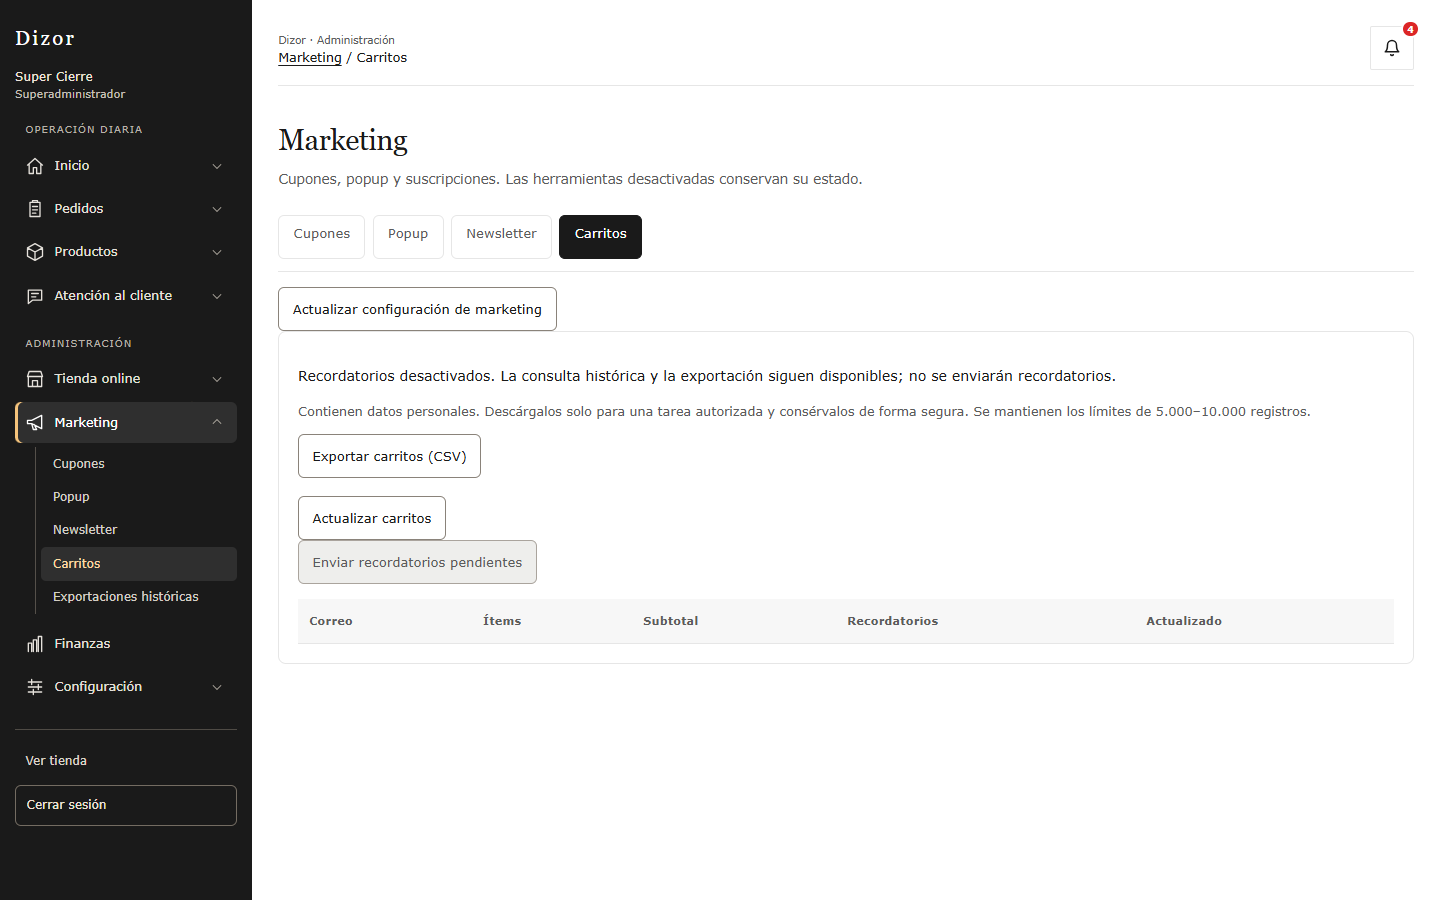 Dizor
Super Cierre
Superadministrador
OPERACIÓN DIARIA
Inicio
Pedidos
Productos
Atención al cliente
ADMINISTRACIÓN
Tienda online
Marketing
Cupones
Popup
Newsletter
Carritos
Exportaciones históricas
Finanzas
Configuración
Ver tienda
Cerrar sesión
Dizor · Administración
Marketing / Carritos
4
Marketing
Cupones, popup y suscripciones. Las herramientas desactivadas conservan su estado.
Cupones Popup Newsletter Carritos
Actualizar configuración de marketing
Recordatorios desactivados. La consulta histórica y la exportación siguen disponibles; no se enviarán recordatorios.
Contienen datos personales. Descárgalos solo para una tarea autorizada y consérvalos de forma segura. Se mantienen los límites de 5.000–10.000 registros.
Exportar carritos (CSV)
Actualizar carritos
Enviar recordatorios pendientes
Correo Ítems Subtotal Recordatorios Actualizado